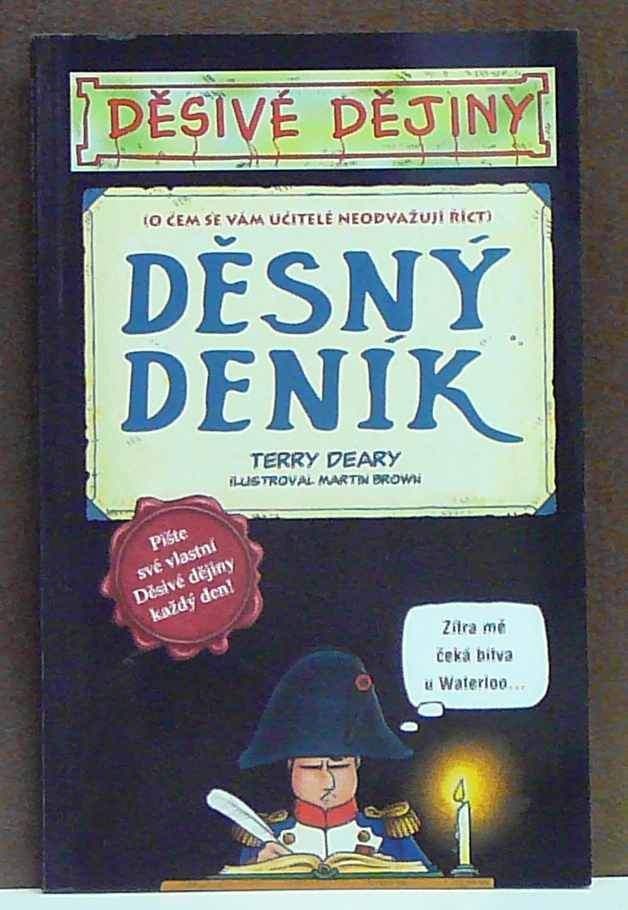 DĚSIVÉ DĚJINY
(O ČEM SE VÁM UČITELÉ NEODVAŽUJÍ ŘÍCT)
DĚSNÝ
DENÍK
TERRY DEARY
ILUSTROVAL MARTIN BROWN
Pište
své vlastní
Děsivé dějiny
každý den!
Zítra mě
čeká bitva
u Waterloo...